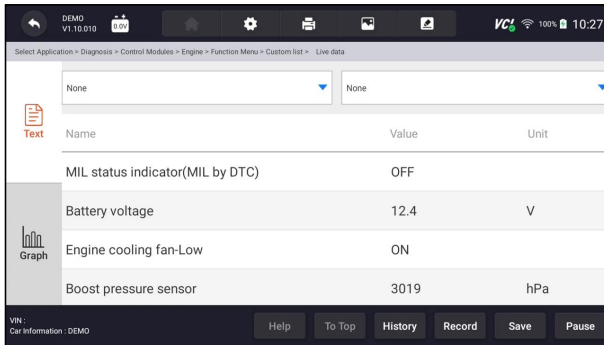 DEMO
V1.10.010
0.0V
VCI 100% 10:27
Select Application > Diagnosis > Control Modules > Engine > Function Menu > Custom list > Live data
None None
Text
Name Value Unit
MIL status indicator(MIL by DTC) OFF
Battery voltage 12.4 V
Graph
Engine cooling fan-Low ON
Boost pressure sensor 3019 hPa
VIN :
Car Information : DEMO
Help To Top History Record Save Pause